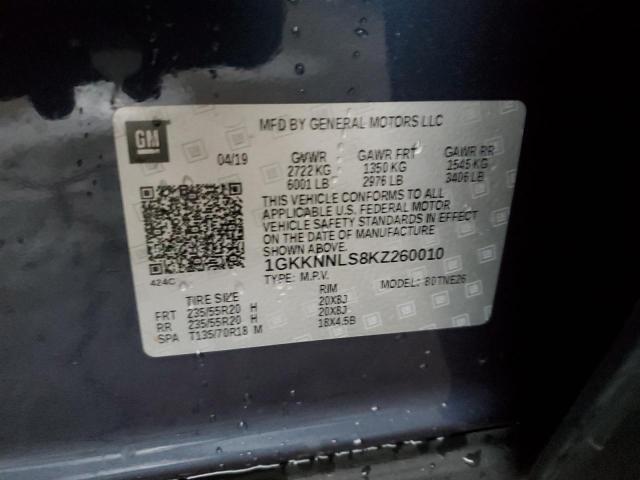 GM
MFD BY GENERAL MOTORS LLC
04/19 GVWR GAWR FRT GAWR RR
2722 KG 1350 KG 1545 KG
6001 LB 2976 LB 3406 LB
THIS VEHICLE CONFORMS TO ALL
APPLICABLE U.S. FEDERAL MOTOR
VEHICLE SAFETY STANDARDS IN EFFECT
ON THE DATE OF MANUFACTURE
SHOWN ABOVE.
424C
1GKKNNLS8KZ260010
TYPE: M.P.V. MODEL: 80TNE26
TIRE SIZE RIM
FRT 235/55R20 H 20X8J
RR 235/55R20 H 20X8J
SPA T135/70R18 M 18X4.5B